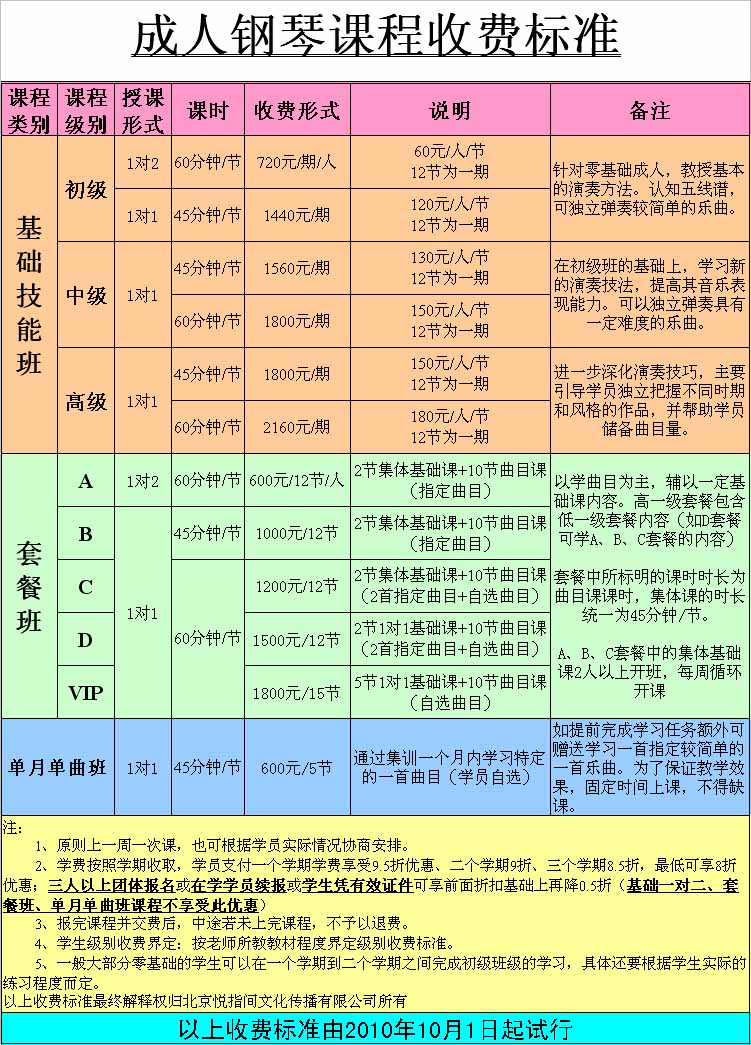 成人钢琴课程收费标准
课程类别 课程级别 授课形式 课时 收费形式 说明 备注
基础技能班
初级
1对2 60分钟/节 720元/期/人 60元/人/节
12节为一期
1对1 45分钟/节 1440元/期 120元/人/节
12节为一期
针对零基础成人，教授基本
的演奏方法。认知五线谱，
可独立弹奏较简单的乐曲。
中级
1对1
45分钟/节 1560元/期 130元/人/节
12节为一期
60分钟/节 1800元/期 150元/人/节
12节为一期
在初级班的基础上，学习新
的演奏技法，提高其音乐表
现能力。可以独立弹奏具有
一定难度的乐曲。
高级
1对1
45分钟/节 1800元/期 150元/人/节
12节为一期
60分钟/节 2160元/期 180元/人/节
12节为一期
进一步深化演奏技巧，主要
引导学员独立把握不同时期
和风格的作品，并帮助学员
储备曲目量。
套餐班
A 1对2 60分钟/节 600元/12节/人 2节集体基础课+10节曲目课
（指定曲目）
B 1对1 45分钟/节 1000元/12节 2节集体基础课+10节曲目课
（指定曲目）
C 60分钟/节 1200元/12节 2节集体基础课+10节曲目课
（2首指定曲目+自选曲目）
D 1500元/12节 2节1对1基础课+10节曲目课
（2首指定曲目+自选曲目）
VIP 1800元/15节 5节1对1基础课+10节曲目课
（自选曲目）
以学曲目为主，辅以一定基
础课内容。高一级套餐包含
低一级套餐内容（如D套餐
可学A、B、C套餐的内容）
套餐中所标明的课时时长为
曲目课课时，集体课的时长
统一为45分钟/节。
A、B、C套餐中的集体基础
课2人以上开班，每周循环
开课
单月单曲班 1对1 45分钟/节 600元/5节 通过集训一个月内学习特定
的一首曲目（学员自选）
如提前完成学习任务额外可
赠送学习一首指定较简单的
一首乐曲。为了保证教学效
果，固定时间上课，不得缺
课。
注：
1、原则上一周一次课，也可根据学员实际情况协商安排。
2、学费按照学期收取，学员支付一个学期学费享受9.5折优惠、二个学期9折、三个学期8.5折，最低可享8折
优惠；三人以上团体报名或在学学员续报或学生凭有效证件可享前面折扣基础上再降0.5折（基础一对二、套
餐班、单月单曲班课程不享受此优惠）
3、报完课程并交费后，中途若未上完课程，不予以退费。
4、学生级别收费界定：按老师所教教材程度界定级别收费标准。
5、一般大部分零基础的学生可以在一个学期到二个学期之间完成初级班级的学习，具体还要根据学生实际的
练习程度而定。
以上收费标准最终解释权归北京悦指间文化传播有限公司所有
以上收费标准由2010年10月1日起试行